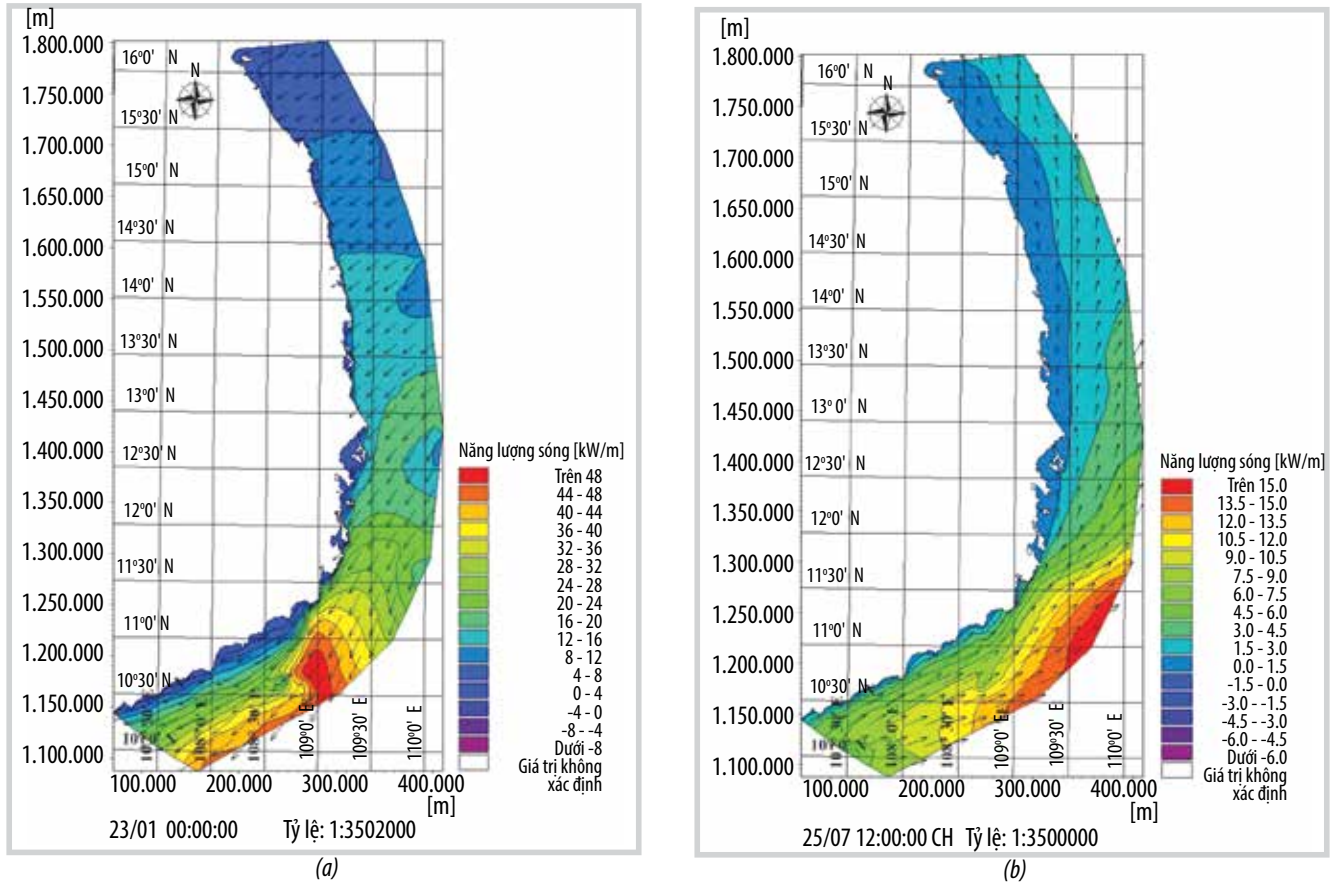 [m]
1.800.000
1.750.000
1.700.000
1.650.000
1.600.000
1.550.000
1.500.000
1.450.000
1.400.000
1.350.000
1.300.000
1.250.000
1.200.000
1.150.000
1.100.000
16°0' N
N
15°30' N
15°0' N
14°30' N
14°0' N
13°30' N
13°0' N
12°30' N
12°0' N
11°30' N
11°0' N
10°30' N
108°0' E
108°30' E
109°0' E
109°30' E
110°0' E
100.000
200.000
300.000
400.000
[m]
Năng lượng sóng [kW/m]
Trên 48
44 - 48
40 - 44
36 - 40
32 - 36
28 - 32
24 - 28
20 - 24
16 - 20
12 - 16
8 - 12
4 - 8
0 - 4
-4 - 0
-8 - -4
Dưới -8
Giá trị không
xác định
23/01 00:00:00 Tỷ lệ: 1:3502000
(a)
[m]
1.800.000
1.750.000
1.700.000
1.650.000
1.600.000
1.550.000
1.500.000
1.450.000
1.400.000
1.350.000
1.300.000
1.250.000
1.200.000
1.150.000
1.100.000
16°0' N
N
15°30' N
15°0' N
14°30' N
14°0' N
13°30' N
13°0' N
12°30' N
12°0' N
11°30' N
11°0' N
10°30' N
108°0' E
108°30' E
109°0' E
109°30' E
110°0' E
100.000
200.000
300.000
400.000
[m]
Năng lượng sóng [kW/m]
Trên 15.0
13.5 - 15.0
12.0 - 13.5
10.5 - 12.0
9.0 - 10.5
7.5 - 9.0
6.0 - 7.5
4.5 - 6.0
3.0 - 4.5
1.5 - 3.0
0.0 - 1.5
-1.5 - 0.0
-3.0 - -1.5
-4.5 - -3.0
-6.0 - -4.5
Dưới -6.0
Giá trị không
xác định
25/07 12:00:00 CH Tỷ lệ: 1:3500000
(b)